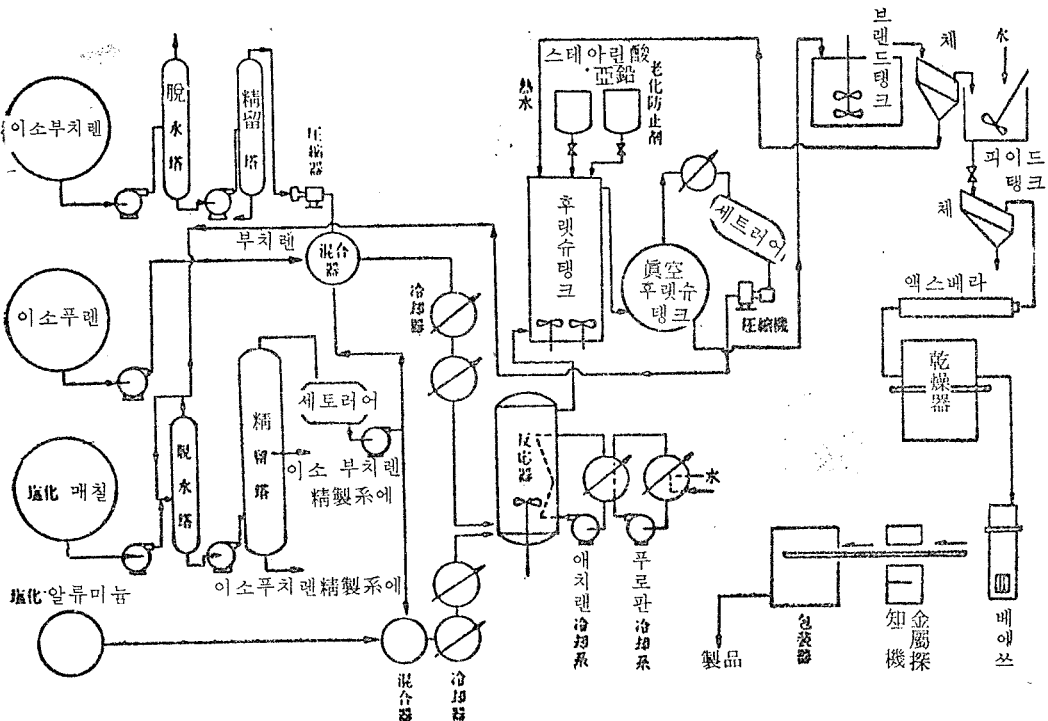 이소부치렌
脫水塔
精留塔
圧縮器
부치렌
混合器
冷却器
이소푸렌
세토러어
精留塔
脫水塔
이소 부치렌
精製系에
塩化 매칠
이소푸치렌精製系에
塩化 알류미늄
混合器
冷却器
스테아린酸
亞鉛
老化防止剤
熱水
후랫슈탱크
眞空
후랫슈
탱크
세트러어
圧縮機
反応器
水
애치랜冷却系
푸로판冷却系
브랜드탱크
체
水
피이드
탱크
체
액스베라
乾燥器
베에쓰
金屬探
知機
包装器
製品